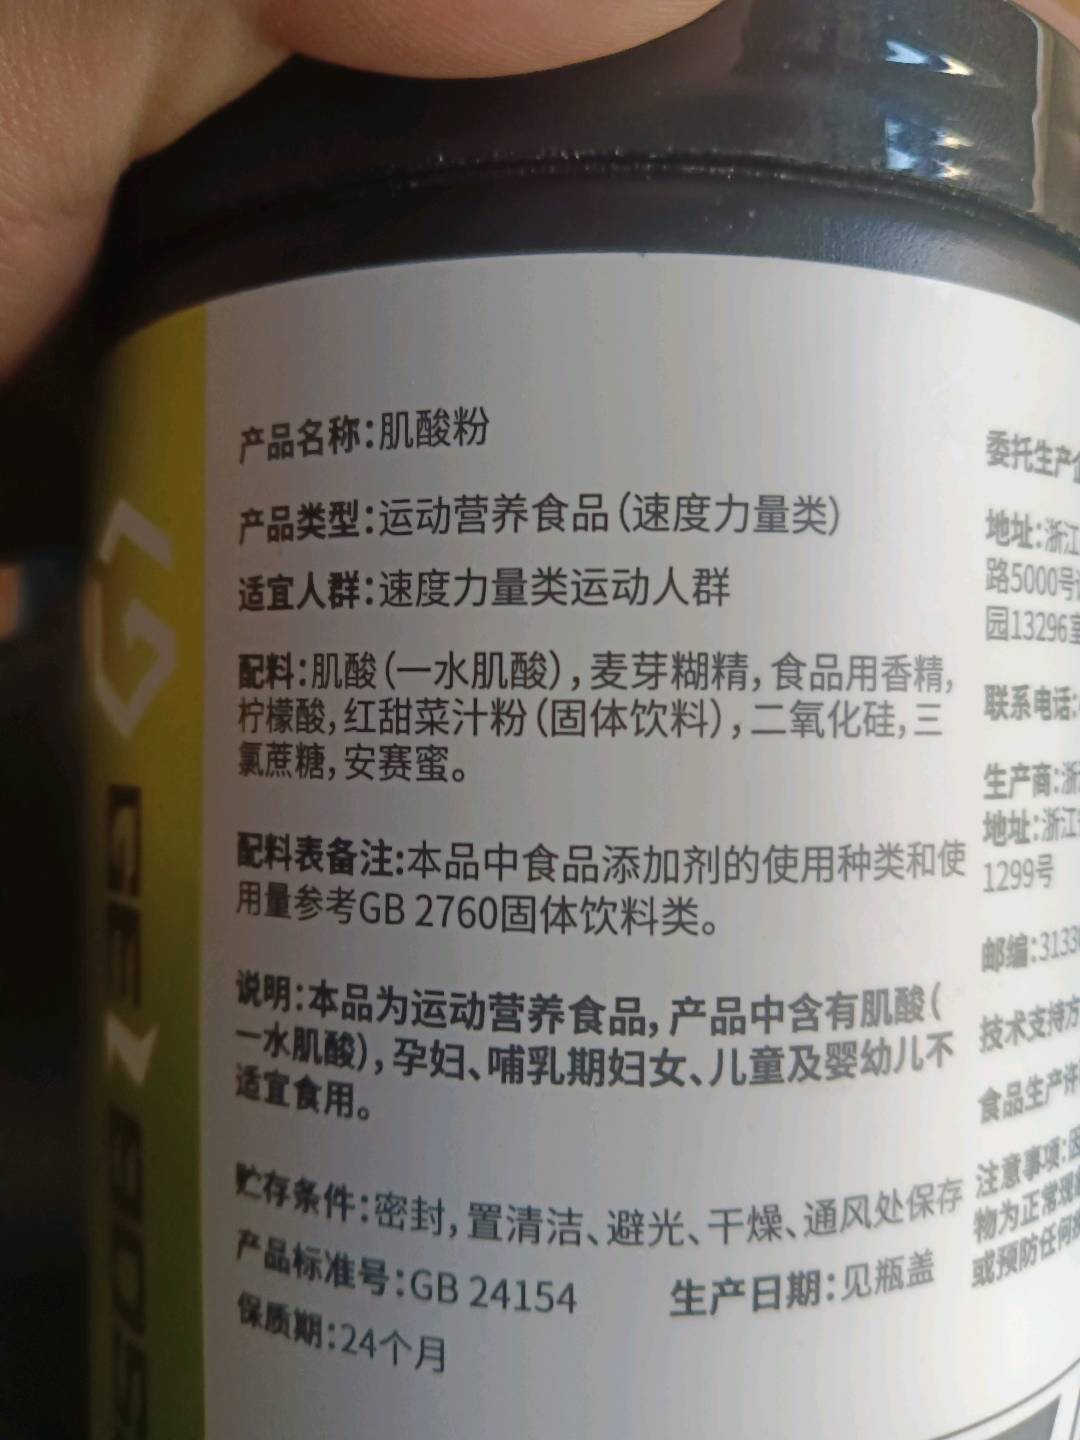 产品名称:肌酸粉
产品类型:运动营养食品(速度力量类)
适宜人群:速度力量类运动人群
配料:肌酸(一水肌酸),麦芽糊精,食品用香精,
柠檬酸,红甜菜汁粉(固体饮料),二氧化硅,三
氯蔗糖,安赛蜜。
配料表备注:本品中食品添加剂的使用种类和使
用量参考GB 2760固体饮料类。
说明:本品为运动营养食品,产品中含有肌酸(
一水肌酸),孕妇、哺乳期妇女、儿童及婴幼儿不
适宜食用。
贮存条件:密封,置清洁、避光、干燥、通风处保存
产品标准号:GB 24154 生产日期:见瓶盖
保质期:24个月
委托生产
地址:浙江
路5000号
园13296室
联系电话:
生产商:浙
地址:浙江
1299号
邮编:3133
技术支持方
食品生产许
注意事项:因
物为正常现
或预防任何